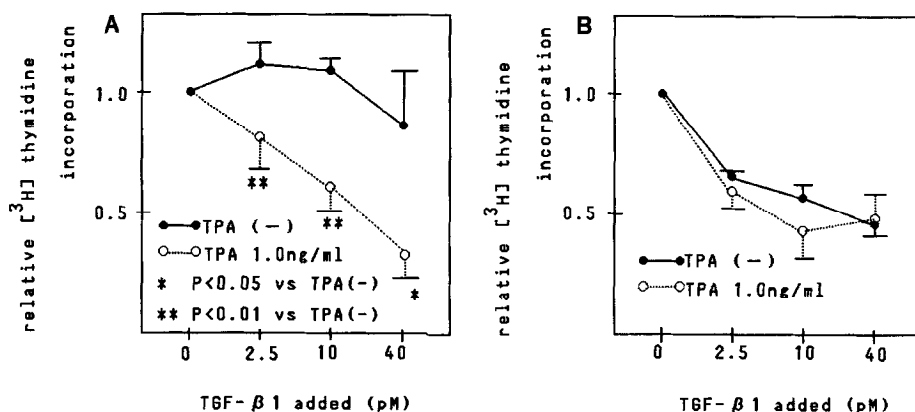 A
relative [³H] thymidine
incorporation
1.0
0.5
**
**
*
TPA (−)
TPA 1.0ng/ml
* P<0.05 vs TPA(−)
** P<0.01 vs TPA(−)
0 2.5 10 40
TGF-β1 added (pM)
B
relative [³H] thymidine
incorporation
1.0
0.5
TPA (−)
TPA 1.0ng/ml
0 2.5 10 40
TGF-β1 added (pM)